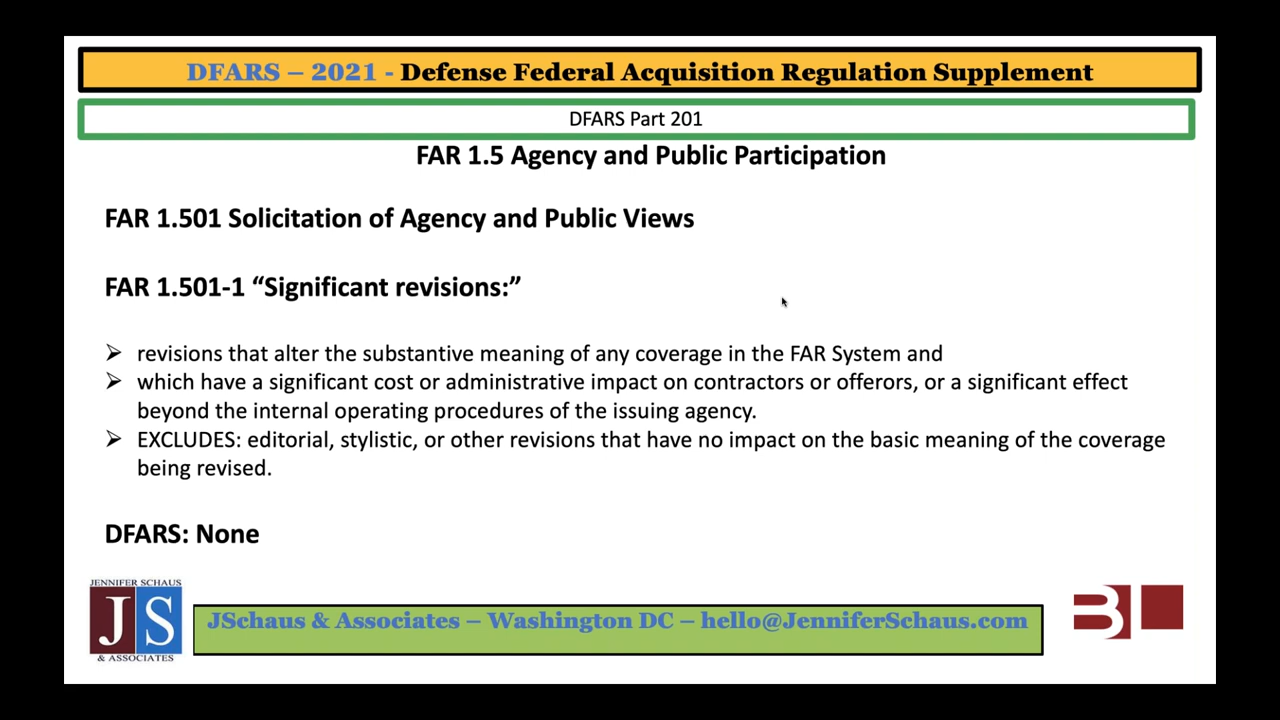 DFARS – 2021 - Defense Federal Acquisition Regulation Supplement
DFARS Part 201
FAR 1.5 Agency and Public Participation
FAR 1.501 Solicitation of Agency and Public Views
FAR 1.501-1 “Significant revisions:”
➢ revisions that alter the substantive meaning of any coverage in the FAR System and
➢ which have a significant cost or administrative impact on contractors or offerors, or a significant effect
beyond the internal operating procedures of the issuing agency.
➢ EXCLUDES: editorial, stylistic, or other revisions that have no impact on the basic meaning of the coverage
being revised.
DFARS: None
JENNIFER SCHAUS
JS
& ASSOCIATES
JSchaus & Associates – Washington DC – hello@JenniferSchaus.com
B